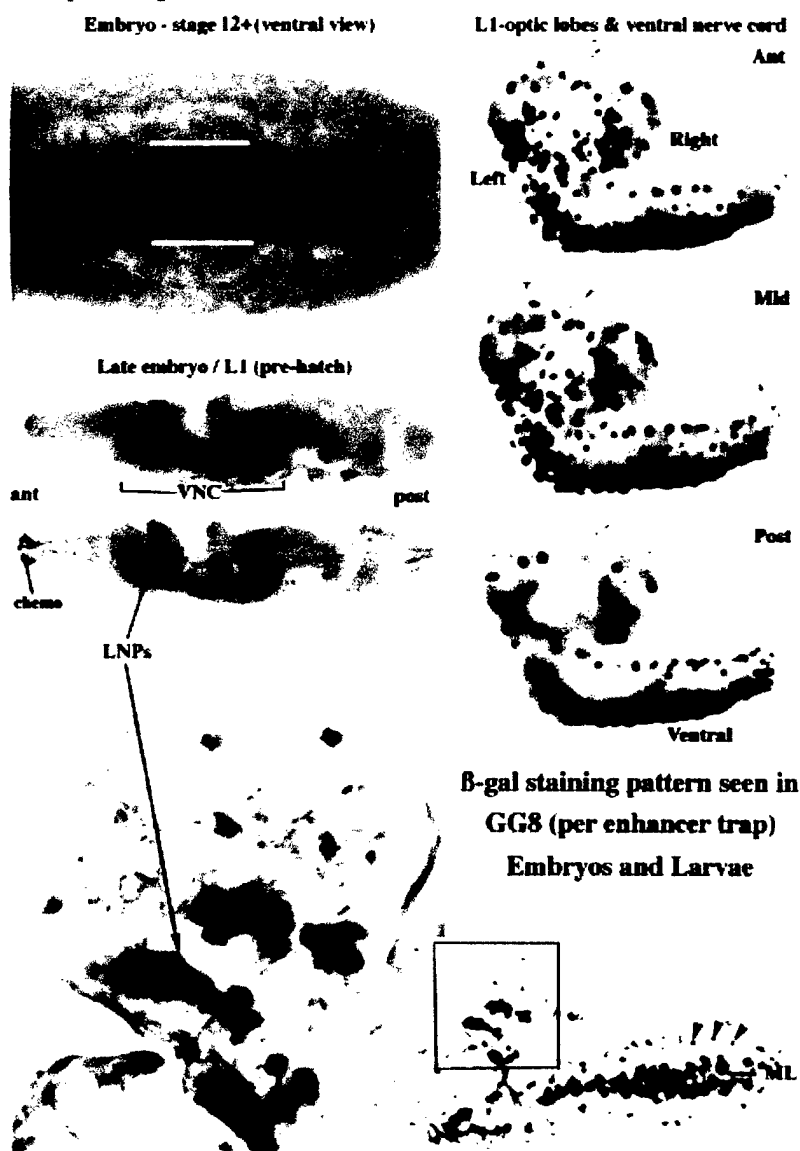 Embryo - stage 12+(ventral view)
Late embryo / L1 (pre-hatch)
ant
VNC
post
chemo
LNPs
L1-optic lobes & ventral nerve cord
Ant
Right
Left
Mid
Post
Ventral
ß-gal staining pattern seen in
GG8 (per enhancer trap)
Embryos and Larvae
ML